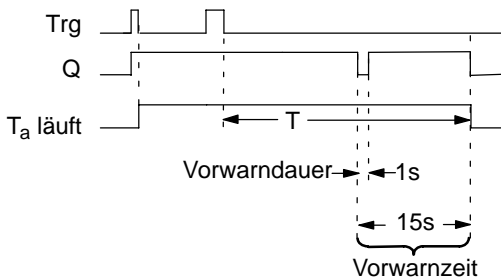 Trg
Q
Ta läuft
T
Vorwarndauer 1s
15s
Vorwarnzeit